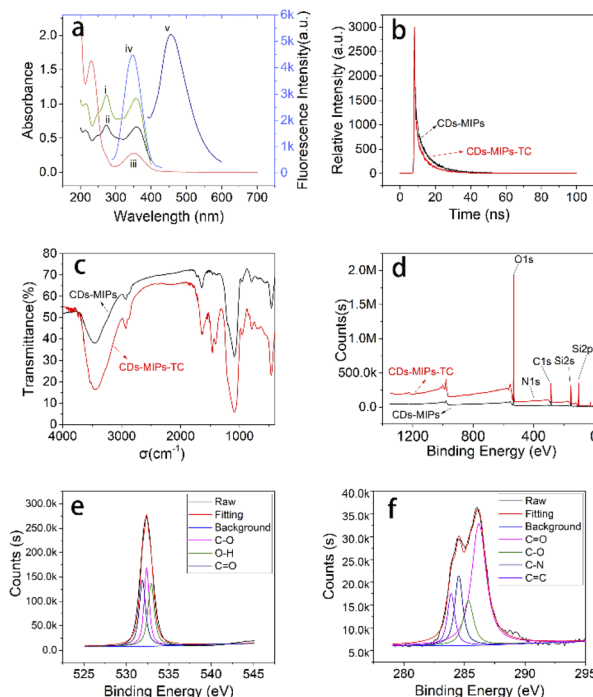 a
Absorbance
2.0
1.5
1.0
0.5
0.0
6k
5k
4k
3k
2k
1k
0
Fluorescence Intensity(a.u.)
i
ii
iii
iv
v
100 200 300 400 500 600 700
Wavelength (nm)
b
Relative Intensity (a.u.)
3000
2500
2000
1500
1000
500
0
CDs-MIPs
CDs-MIPs-TC
0 20 40 60 80 100
Time (ns)
c
Transmittance(%)
80
70
60
50
40
30
20
10
0
CDs-MIPs
CDs-MIPs-TC
4000 3000 2000 1000
σ(cm⁻¹)
d
Counts(s)
2.0M
1.5M
1.0M
500.0k
0.0
O1s
C1s
Si2s
Si2p
N1s
CDs-MIPs-TC
CDs-MIPs
1200 800 400 0
Binding Energy (eV)
e
Counts (s)
300.0k
250.0k
200.0k
150.0k
100.0k
50.0k
0.0
Raw
Fitting
Background
C-O
O-H
C=O
525 530 535 540 545
Binding Energy (eV)
f
Counts (s)
40.0k
35.0k
30.0k
25.0k
20.0k
15.0k
10.0k
5.0k
Raw
Fitting
Background
C=O
C-O
C-N
C=C
280 285 290 295
Binding Energy (eV)